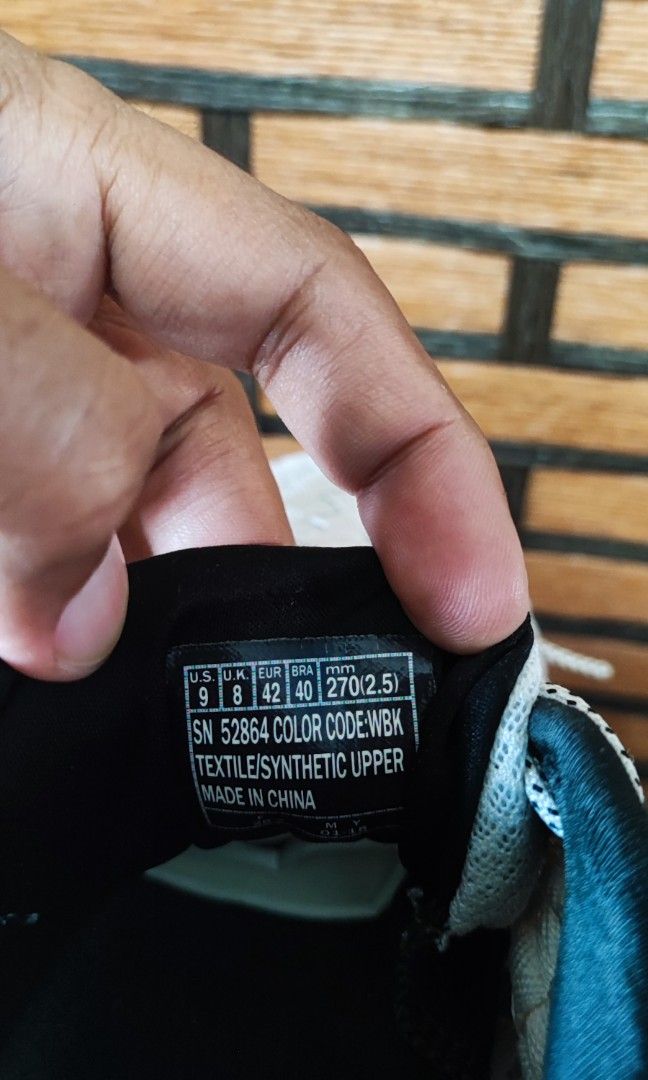 U.S. U.K. EUR BRA mm
9 8 42 40 270(2.5)
SN 52864 COLOR CODE:WBK
TEXTILE/SYNTHETIC UPPER
MADE IN CHINA
M Y